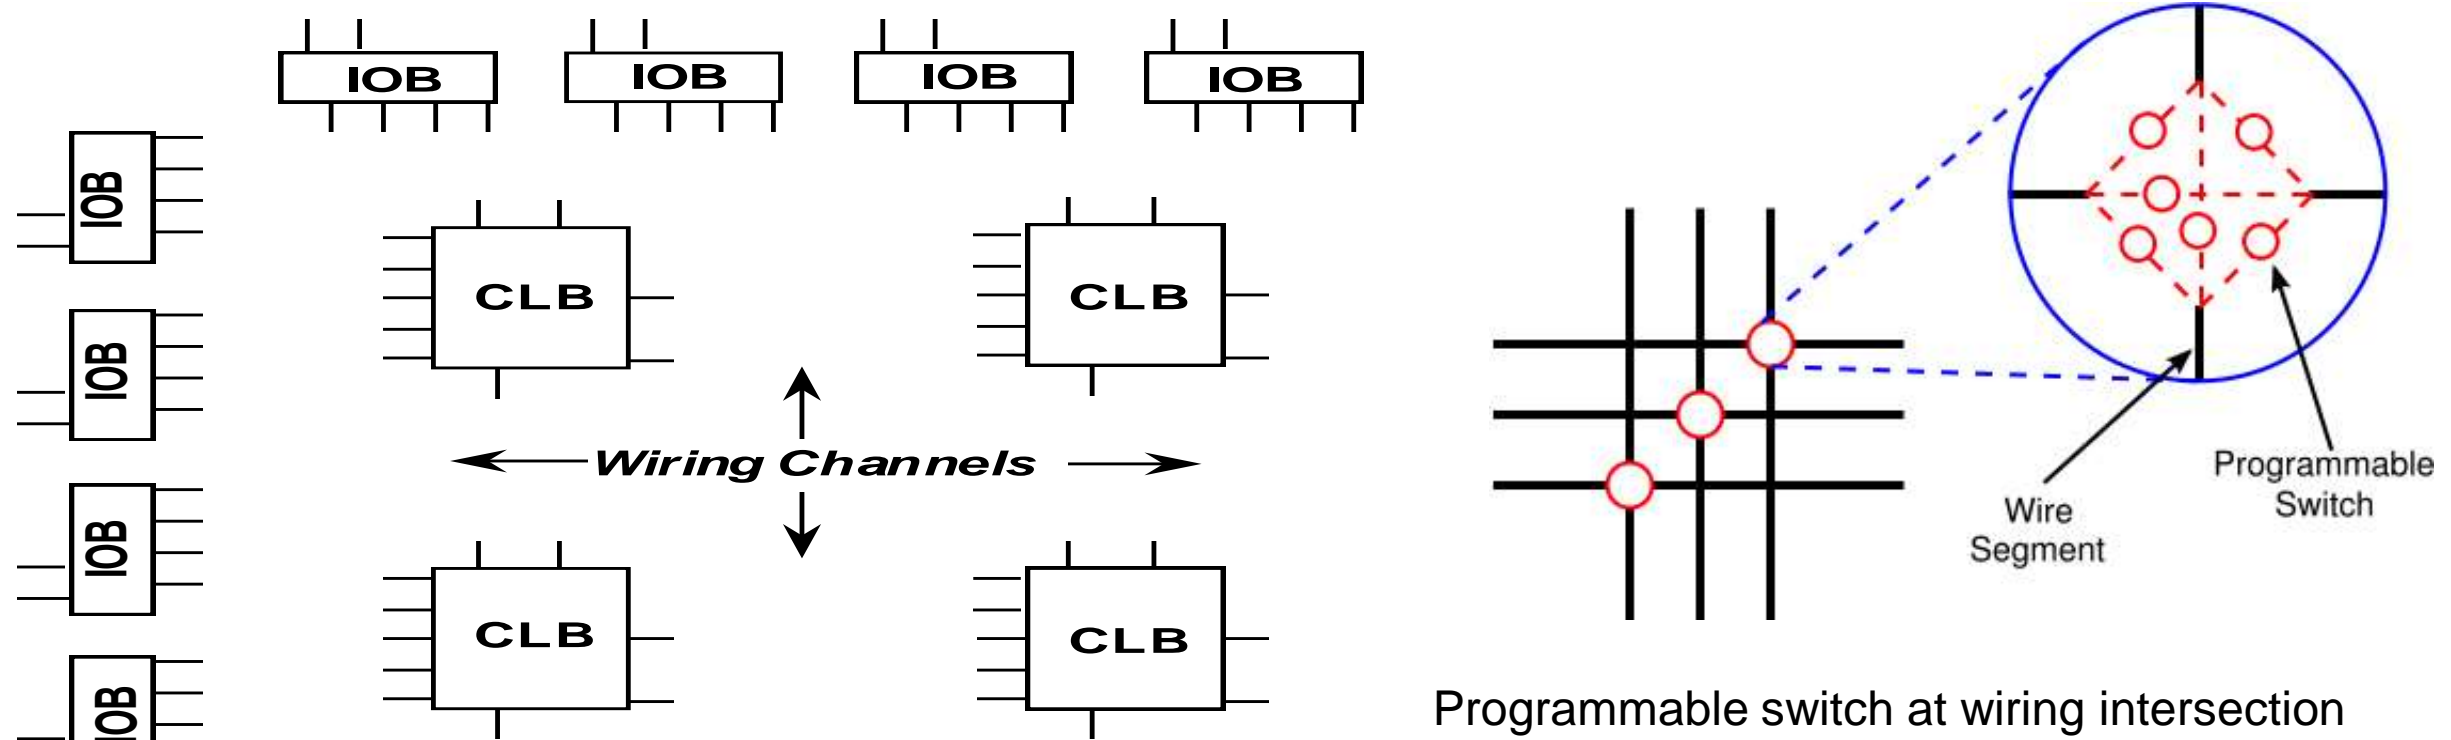 IOB
IOB
IOB
IOB
IOB
IOB
IOB
IOB
CLB
CLB
Wiring Channels
CLB
CLB
Wire
Segment
Programmable
Switch
Programmable switch at wiring intersection